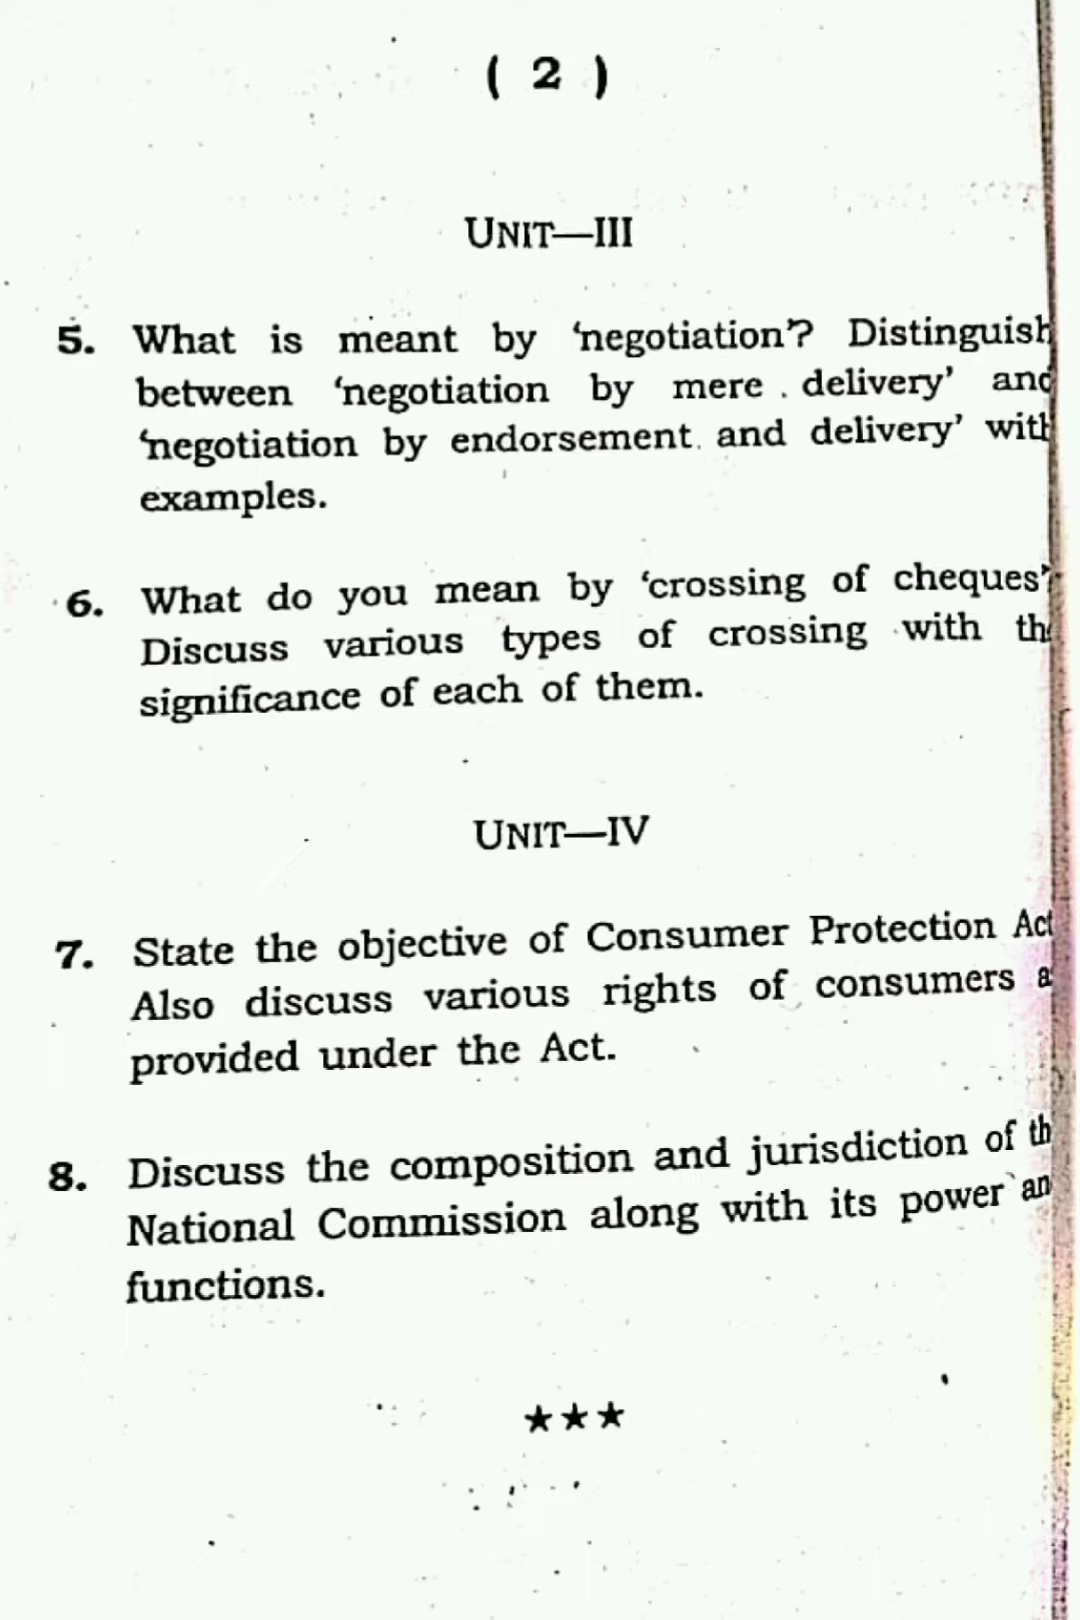 ( 2 )
UNIT—III
5. What is meant by ‘negotiation’? Distinguish
between ‘negotiation by mere delivery’ and
‘negotiation by endorsement and delivery’ with
examples.
6. What do you mean by ‘crossing of cheques’?
Discuss various types of crossing with the
significance of each of them.
UNIT—IV
7. State the objective of Consumer Protection Act
Also discuss various rights of consumers a
provided under the Act.
8. Discuss the composition and jurisdiction of th
National Commission along with its power an
functions.
★★★